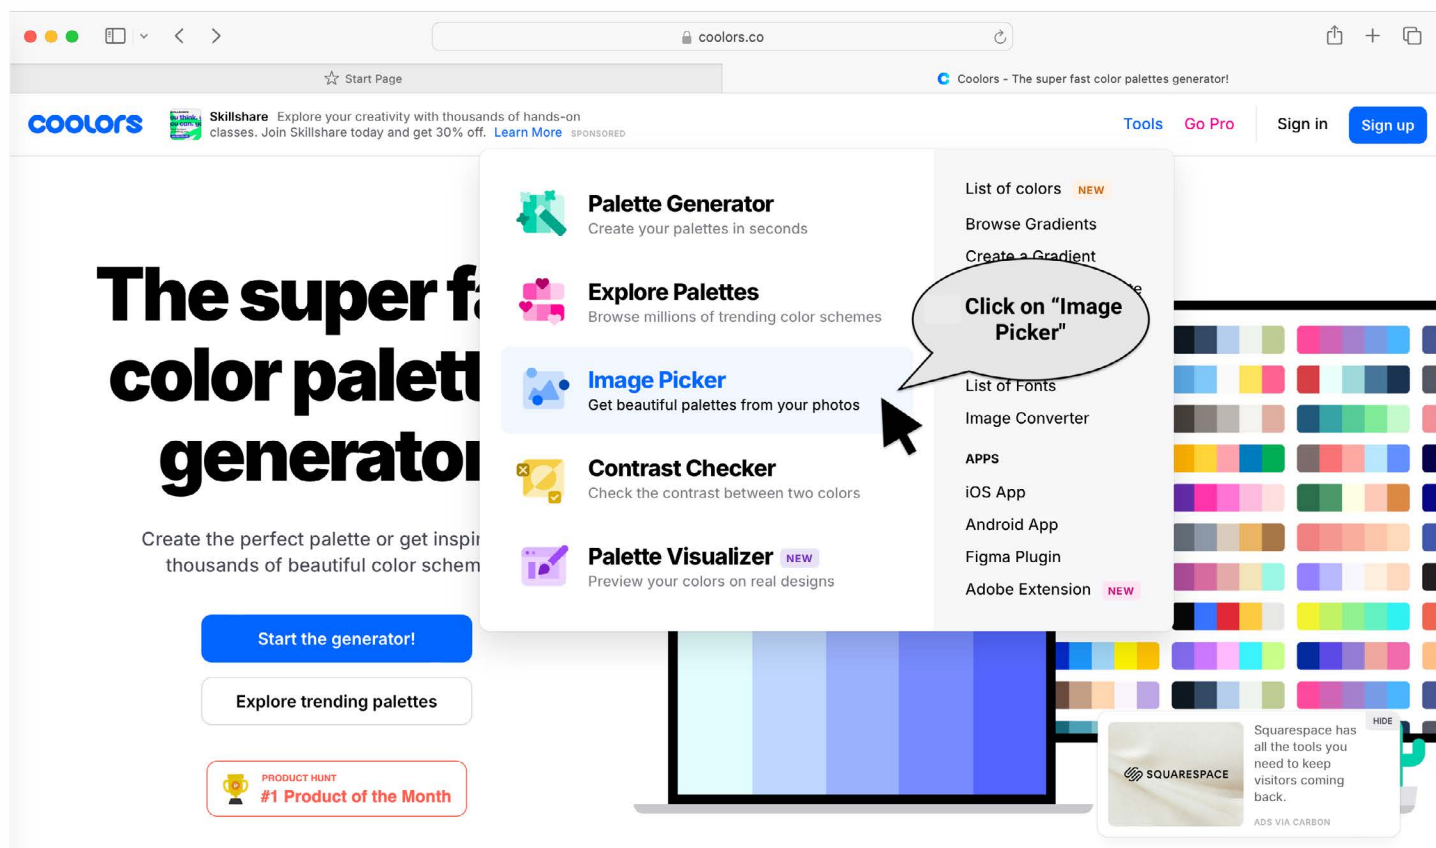 coolors.co
Start Page
Coolors - The super fast color palettes generator!
coolors
Skillshare Explore your creativity with thousands of hands-on
classes. Join Skillshare today and get 30% off. Learn More SPONSORED
Tools
Go Pro
Sign in
Sign up
The super f
color palett
generator
Create the perfect palette or get inspir
thousands of beautiful color schem
Start the generator!
Explore trending palettes
PRODUCT HUNT
#1 Product of the Month
Palette Generator
Create your palettes in seconds
Explore Palettes
Browse millions of trending color schemes
Image Picker
Get beautiful palettes from your photos
Contrast Checker
Check the contrast between two colors
Palette Visualizer NEW
Preview your colors on real designs
List of colors NEW
Browse Gradients
Create a Gradient
Click on “Image
Picker"
List of Fonts
Image Converter
APPS
iOS App
Android App
Figma Plugin
Adobe Extension NEW
SQUARESPACE
HIDE
Squarespace has
all the tools you
need to keep
visitors coming
back.
ADS VIA CARBON